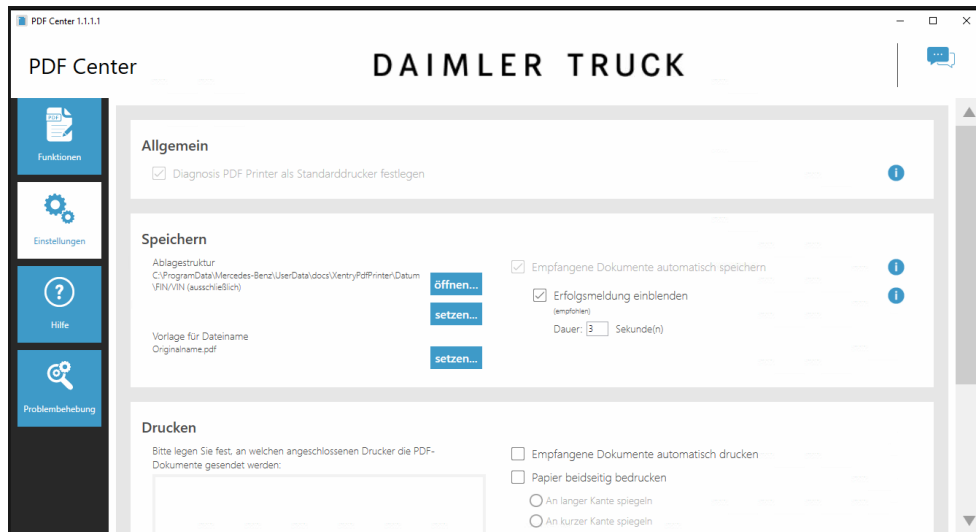 PDF Center 1.1.1.1
PDF Center
DAIMLER TRUCK
Funktionen
Einstellungen
Hilfe
Problembehebung
Allgemein
Diagnosis PDF Printer als Standarddrucker festlegen
Speichern
Ablagestruktur
C:\ProgramData\Mercedes-Benz\UserData\docs\XentryPdfPrinter\Datum
\FIN/VIN (ausschließlich)
öffnen...
setzen...
Vorlage für Dateiname
Originalname.pdf
setzen...
Empfangene Dokumente automatisch speichern
Erfolgsmeldung einblenden
(empfohlen)
Dauer: 3 Sekunde(n)
Drucken
Bitte legen Sie fest, an welchen angeschlossenen Drucker die PDF-
Dokumente gesendet werden:
Empfangene Dokumente automatisch drucken
Papier beidseitig bedrucken
An langer Kante spiegeln
An kurzer Kante spiegeln